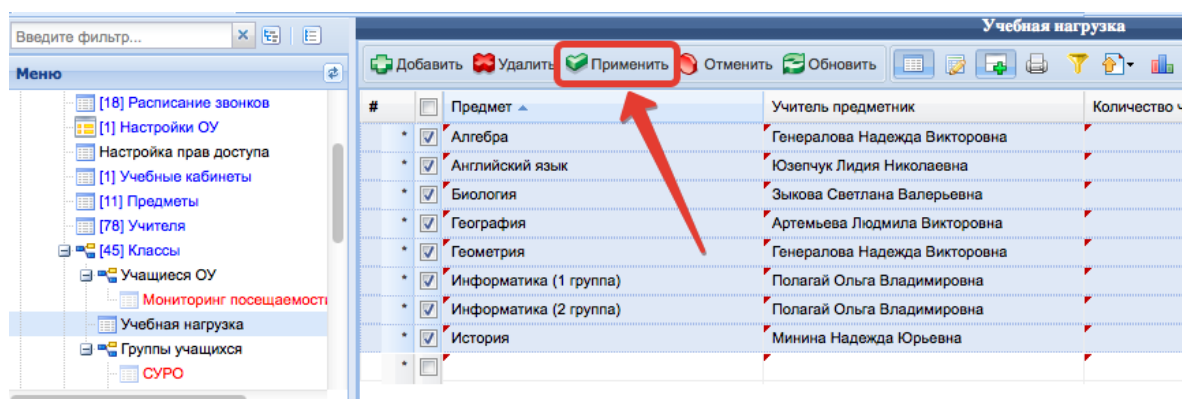 Введите фильтр...
Учебная нагрузка
Меню
Добавить Удалить Применить Отменить Обновить
[18] Расписание звонков
[1] Настройки ОУ
Настройка прав доступа
[1] Учебные кабинеты
[11] Предметы
[78] Учителя
[45] Классы
Учащиеся ОУ
Мониторинг посещаемости
Учебная нагрузка
Группы учащихся
СУРО
# Предмет Учитель предметник Количество ч
* Алгебра Генералова Надежда Викторовна
* Английский язык Юзепчук Лидия Николаевна
* Биология Зыкова Светлана Валерьевна
* География Артемьева Людмила Викторовна
* Геометрия Генералова Надежда Викторовна
* Информатика (1 группа) Полагай Ольга Владимировна
* Информатика (2 группа) Полагай Ольга Владимировна
* История Минина Надежда Юрьевна
*